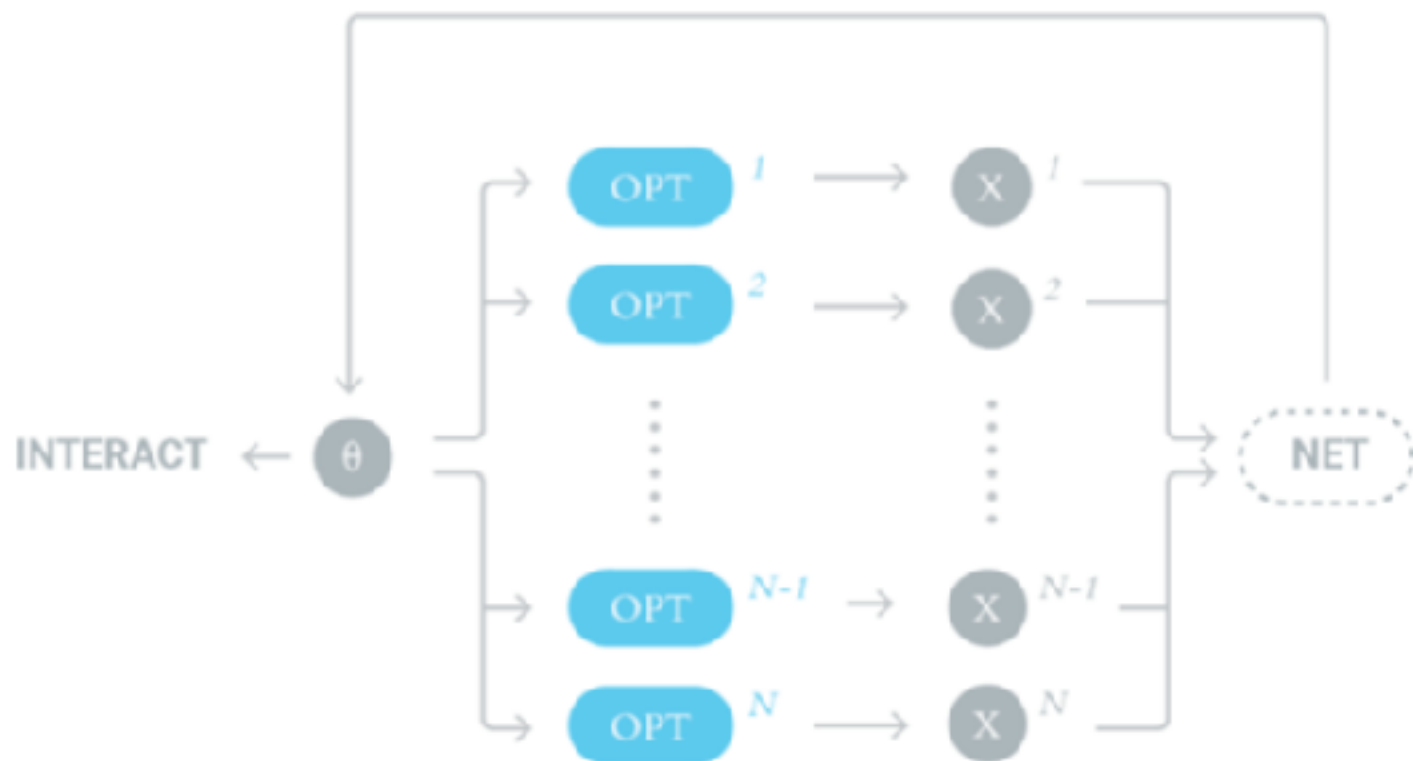 OPT 1 X 1
OPT 2 X 2
INTERACT θ NET
OPT N-1 X N-1
OPT N X N